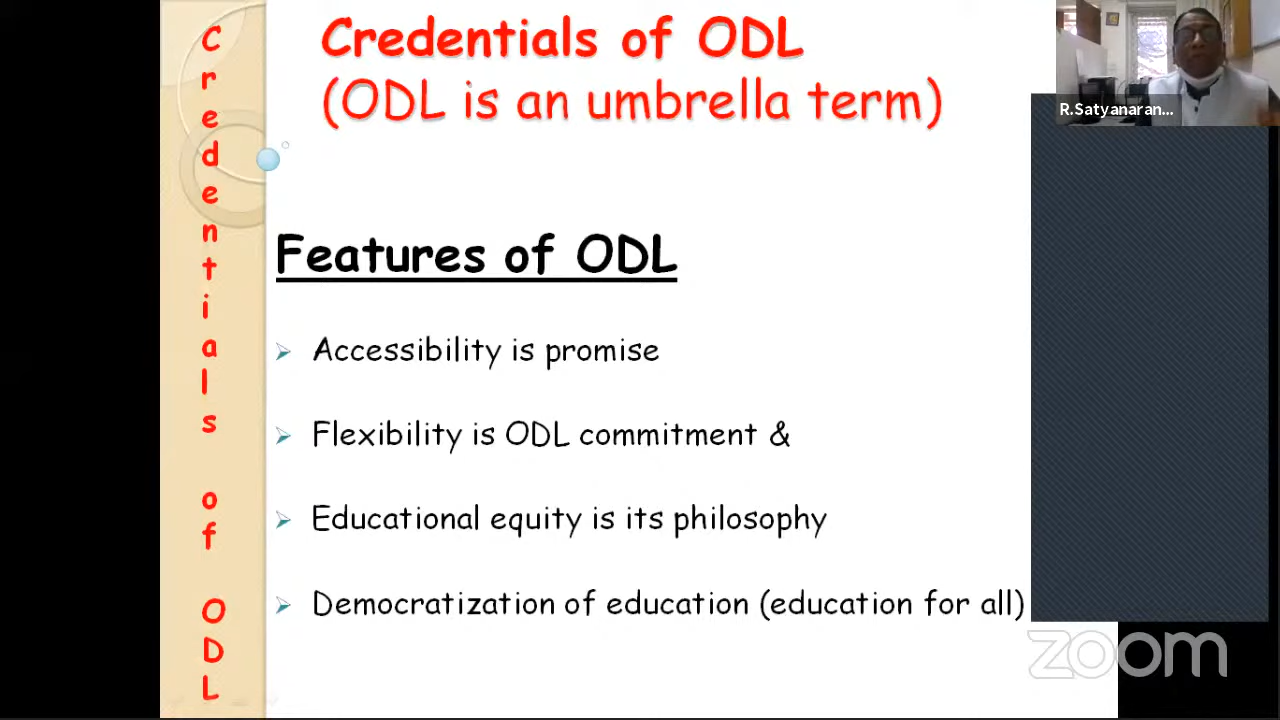 Credentials of ODL
Credentials of ODL
(ODL is an umbrella term)
Features of ODL
Accessibility is promise
Flexibility is ODL commitment &
Educational equity is its philosophy
Democratization of education (education for all)
R.Satyanaran...
zoom